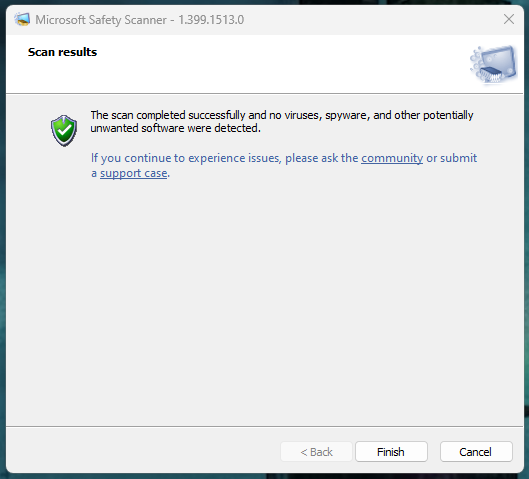 Microsoft Safety Scanner - 1.399.1513.0
Scan results
The scan completed successfully and no viruses, spyware, and other potentially
unwanted software were detected.
If you continue to experience issues, please ask the community or submit
a support case.
< Back
Finish
Cancel